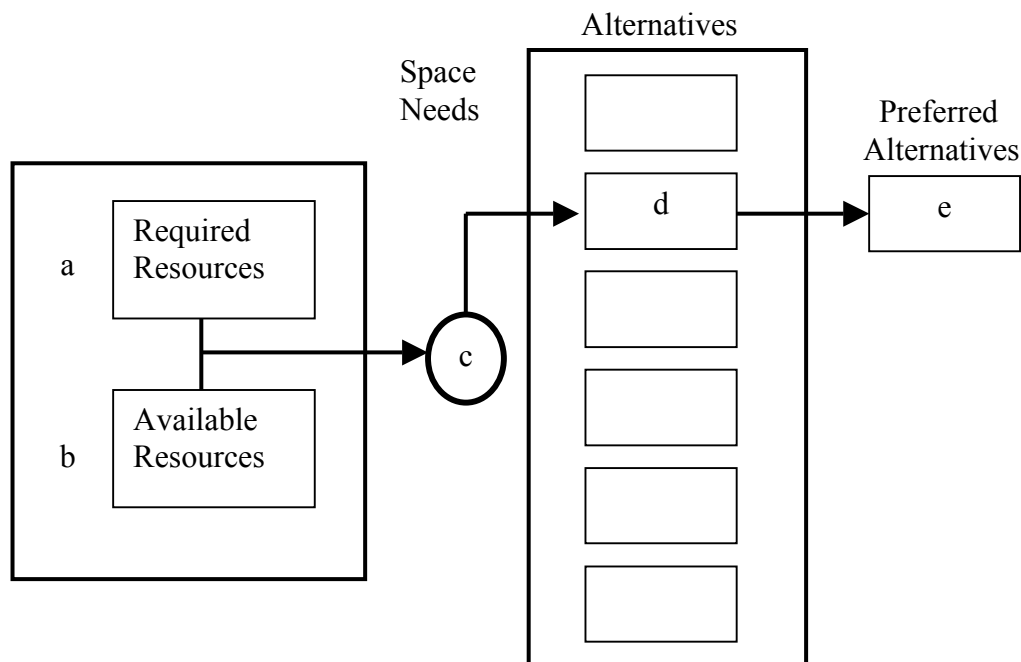 Alternatives
Space
Needs
Preferred
Alternatives
a
Required
Resources
b
Available
Resources
c
d
e